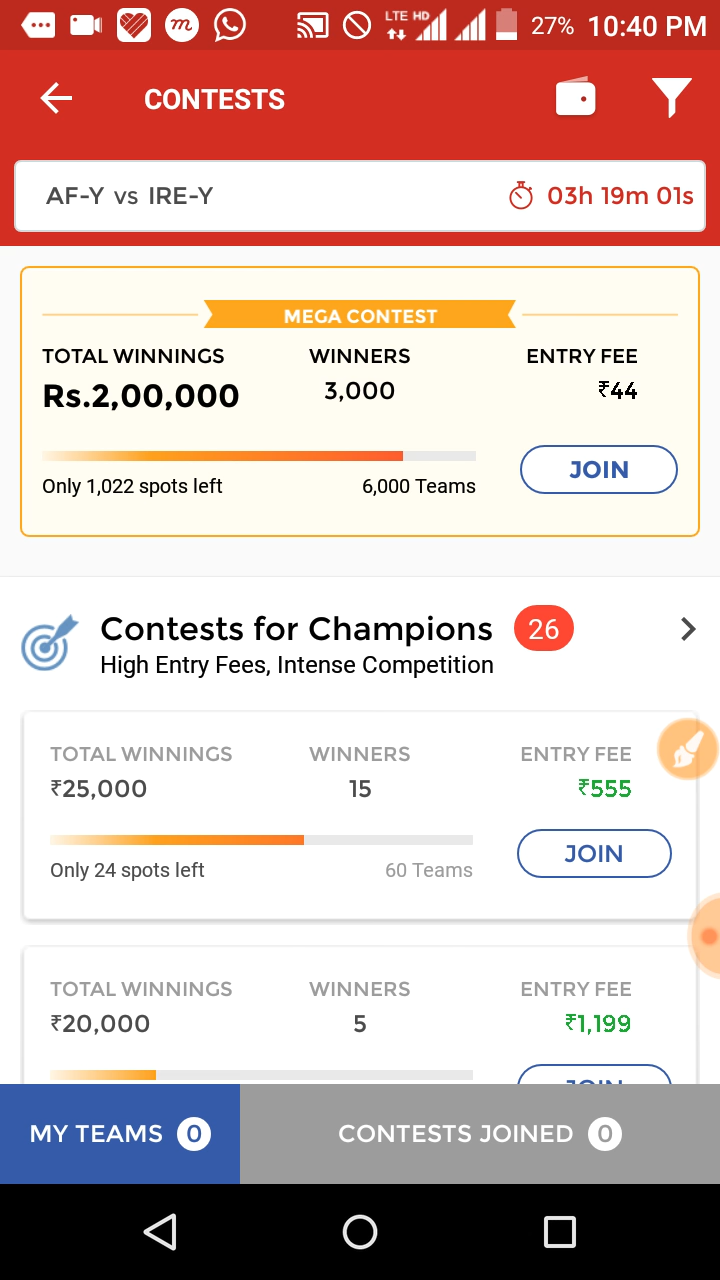 LTE HD 27% 10:40 PM
CONTESTS
AF-Y vs IRE-Y 03h 19m 01s
MEGA CONTEST
TOTAL WINNINGS WINNERS ENTRY FEE
Rs.2,00,000 3,000 ₹44
JOIN
Only 1,022 spots left 6,000 Teams
Contests for Champions 26
High Entry Fees, Intense Competition
TOTAL WINNINGS WINNERS ENTRY FEE
₹25,000 15 ₹555
JOIN
Only 24 spots left 60 Teams
TOTAL WINNINGS WINNERS ENTRY FEE
₹20,000 5 ₹1,199
JOIN
MY TEAMS 0 CONTESTS JOINED 0